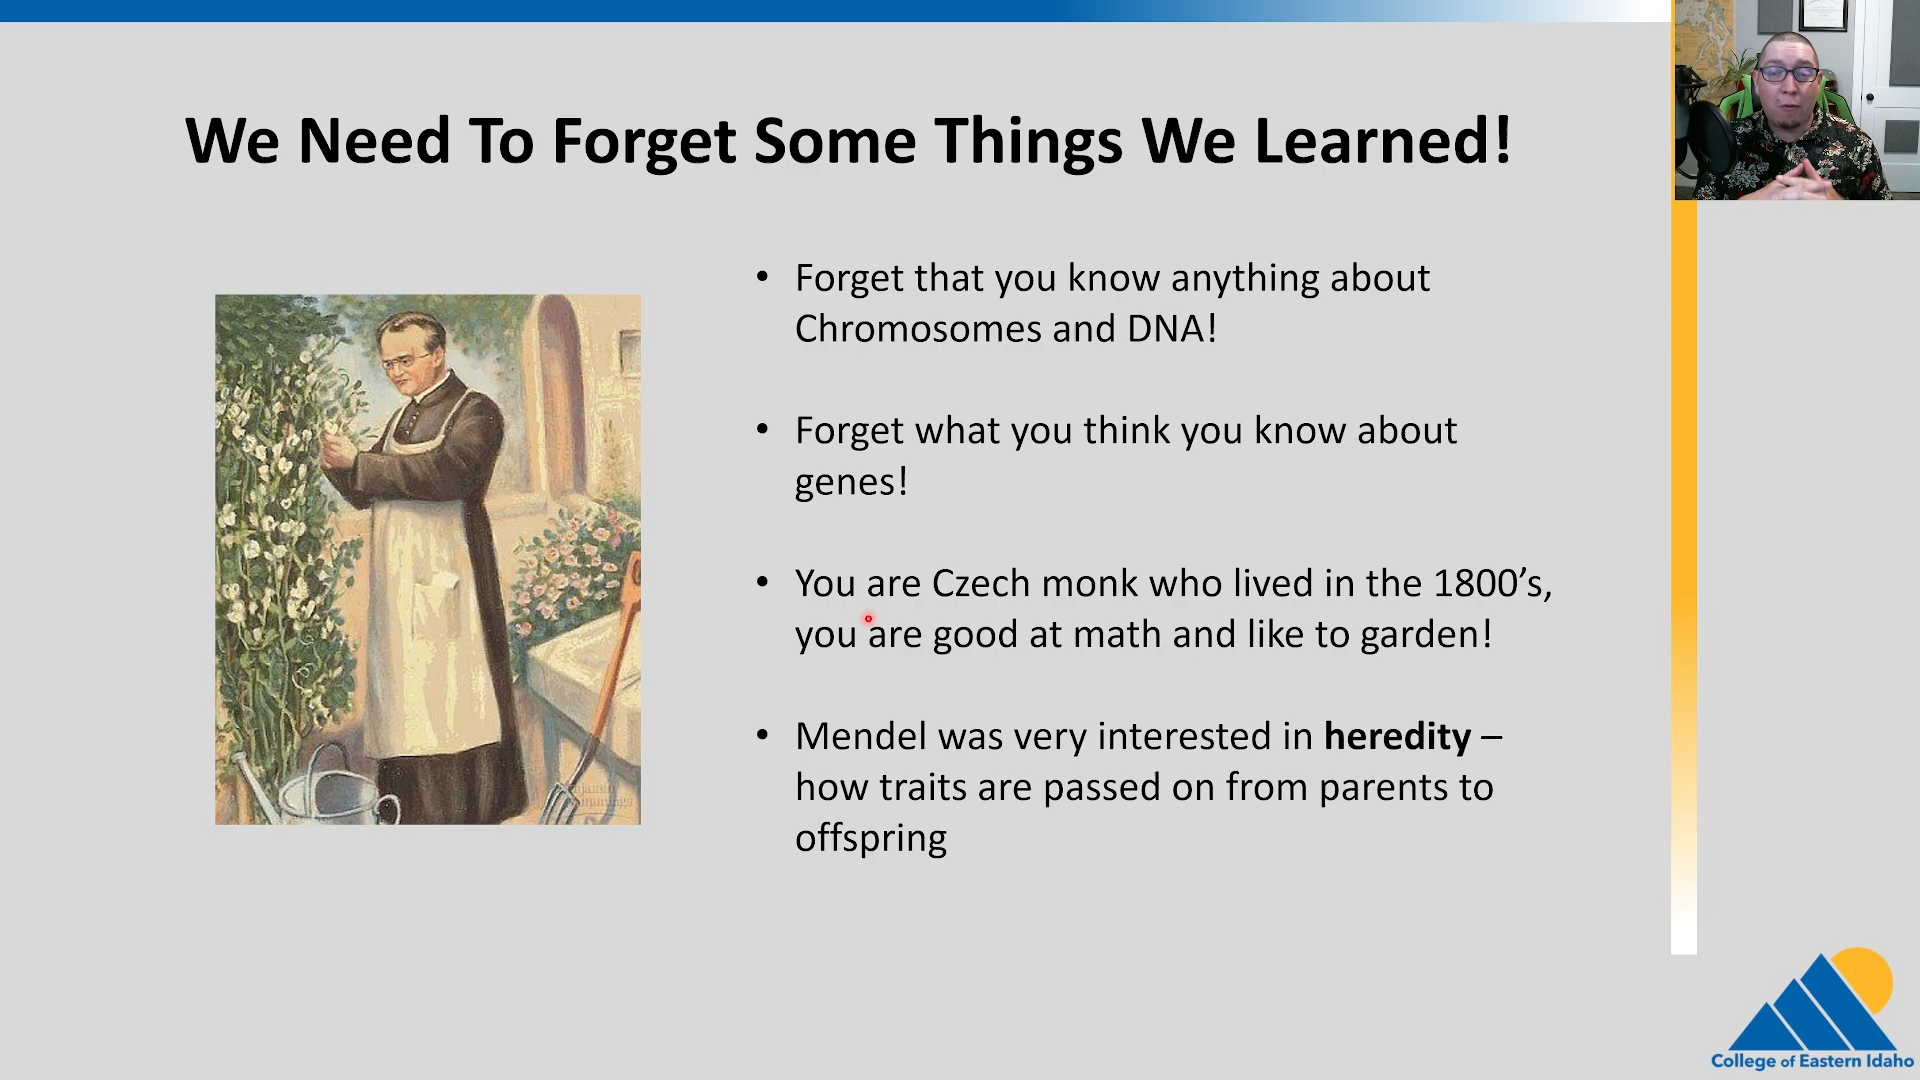 We Need To Forget Some Things We Learned!
• Forget that you know anything about
Chromosomes and DNA!
• Forget what you think you know about
genes!
• You are Czech monk who lived in the 1800’s,
you are good at math and like to garden!
• Mendel was very interested in heredity –
how traits are passed on from parents to
offspring
College of Eastern Idaho